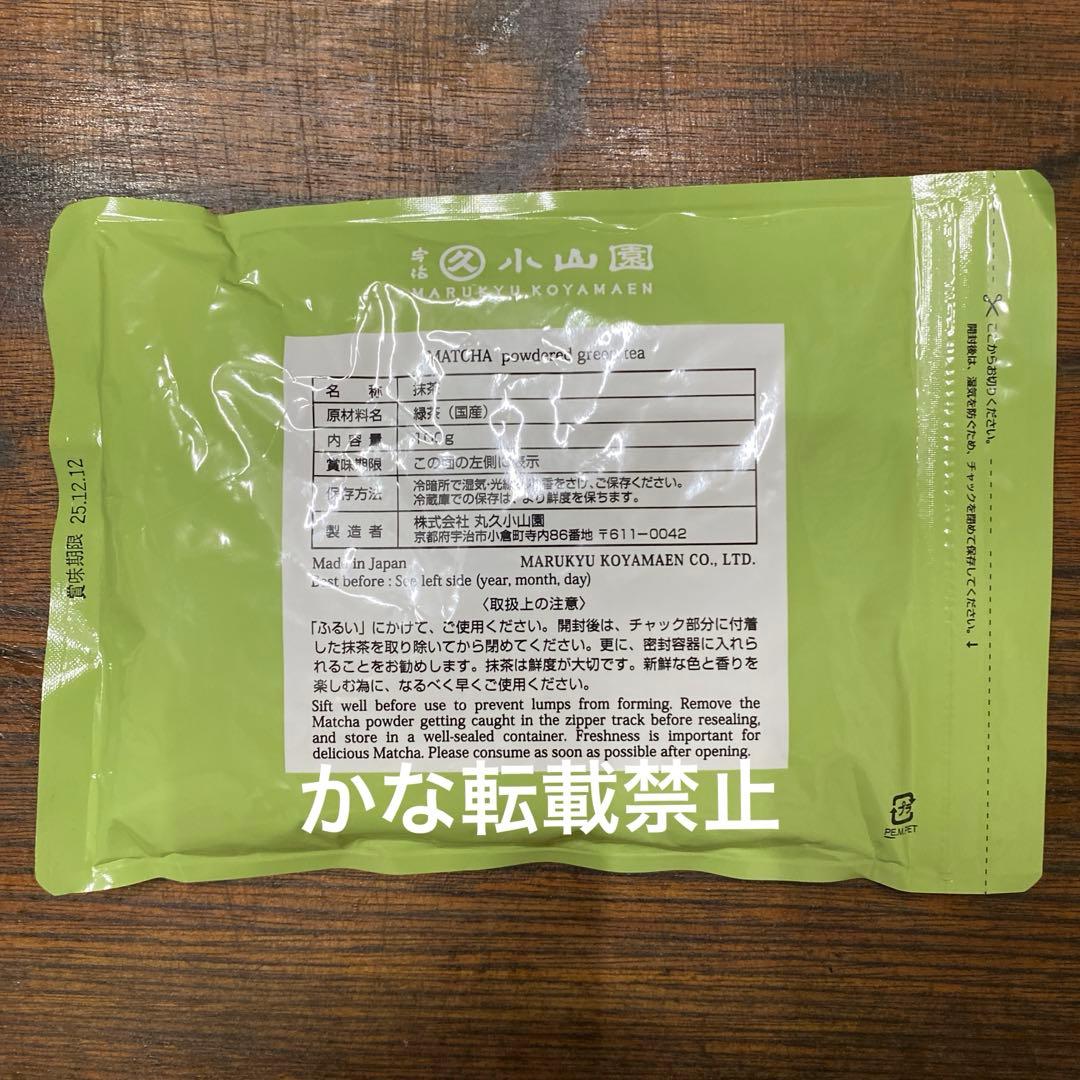 宇治 久 小山園
MARUKYU KOYAMAEN
MATCHA powdered green tea
名 称 抹茶
原材料名 緑茶（国産）
内容量 100g
賞味期限 この面の左側に表示
保存方法 冷暗所で湿気・光線・移り香をさけ、ご保存ください。
冷蔵庫での保存は、より鮮度を保ちます。
製造者 株式会社 丸久小山園
京都府宇治市小倉町寺内86番地 〒611-0042
Made in Japan MARUKYU KOYAMAEN CO., LTD.
Best before : See left side (year, month, day)
〈取扱上の注意〉
「ふるい」にかけて、ご使用ください。開封後は、チャック部分に付着
した抹茶を取り除いてから閉めてください。更に、密封容器に入れら
れることをお勧めします。抹茶は鮮度が大切です。新鮮な色と香りを
楽しむ為に、なるべく早くご使用ください。
Sift well before use to prevent lumps from forming. Remove the
Matcha powder getting caught in the zipper track before resealing,
and store in a well-sealed container. Freshness is important for
delicious Matcha. Please consume as soon as possible after opening.
賞味期限 25.12.12
ここからお切りください。
開封後は、湿気を防ぐため、チャックを閉めて保存してください。↓
プラ
PE.M.PET
かな転載禁止